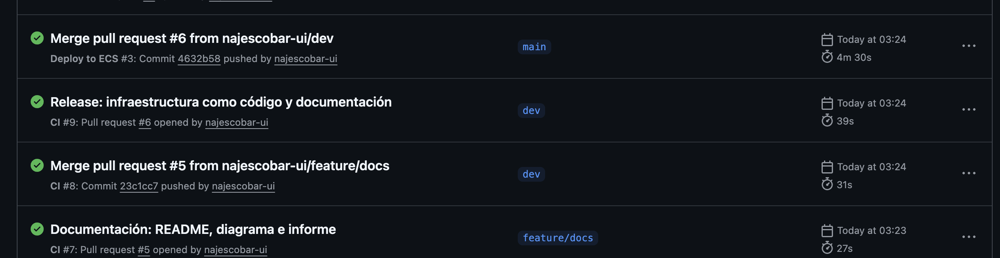 Merge pull request #6 from najescobar-ui/dev
Deploy to ECS #3: Commit 4632b58 pushed by najescobar-ui
main
Today at 03:24
4m 30s
Release: infraestructura como código y documentación
CI #9: Pull request #6 opened by najescobar-ui
dev
Today at 03:24
39s
Merge pull request #5 from najescobar-ui/feature/docs
CI #8: Commit 23c1cc7 pushed by najescobar-ui
dev
Today at 03:24
31s
Documentación: README, diagrama e informe
CI #7: Pull request #5 opened by najescobar-ui
feature/docs
Today at 03:23
27s